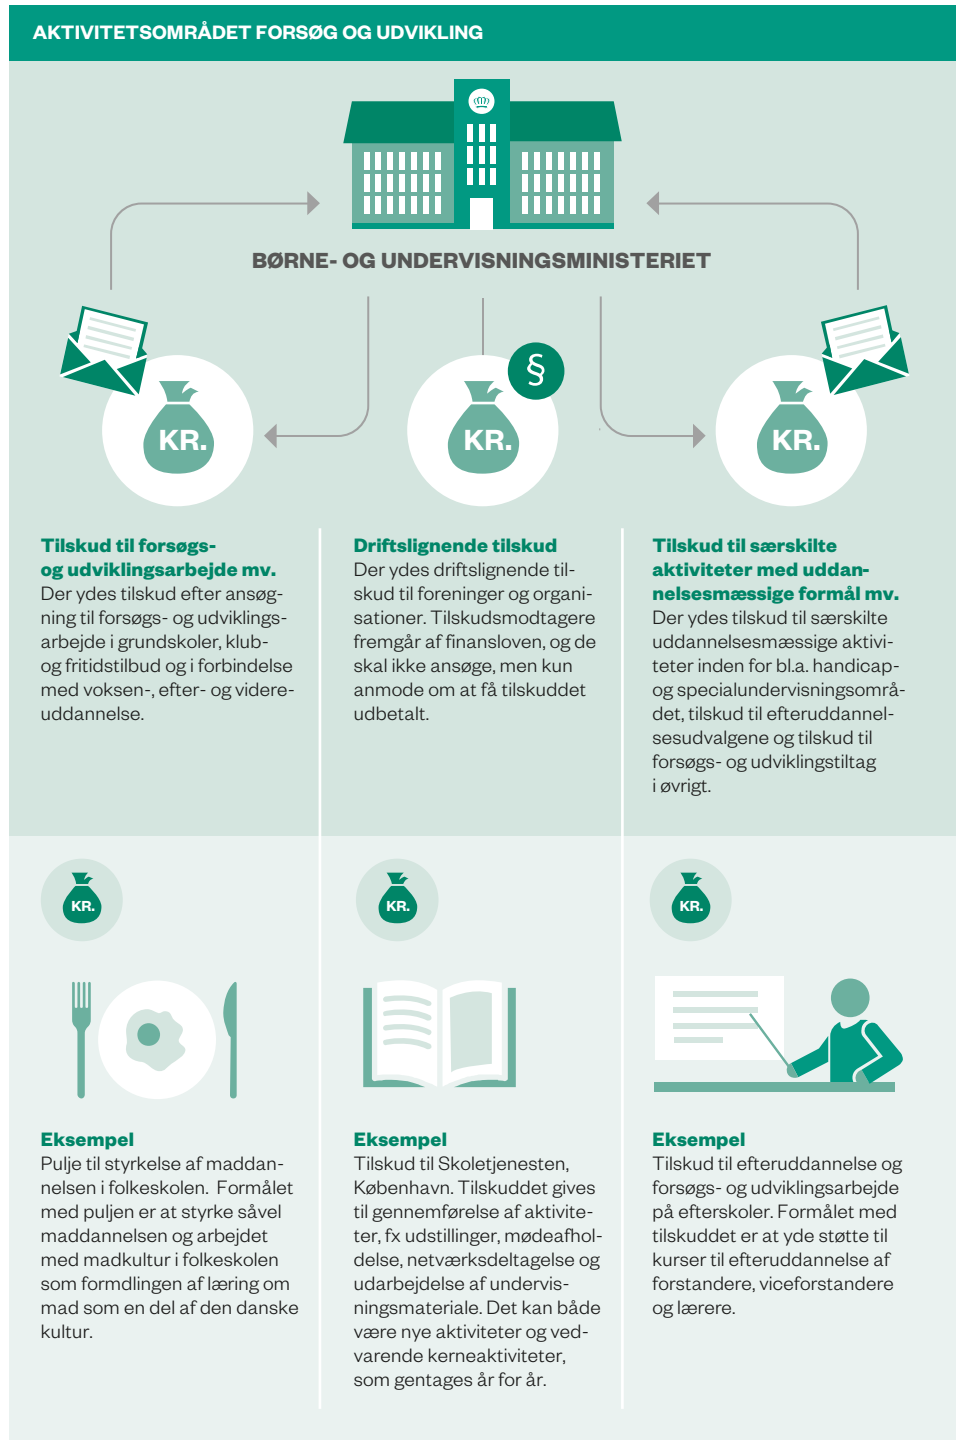 AKTIVITETSOMRÅDET FORSØG OG UDVIKLING
BØRNE- OG UNDERVISNINGSMINISTERIET
§
KR.
KR.
KR.
Tilskud til forsøgs-
og udviklingsarbejde mv.
Der ydes tilskud efter ansøg-
ning til forsøgs- og udviklings-
arbejde i grundskoler, klub-
og fritidstilbud og i forbindelse
med voksen-, efter- og videre-
uddannelse.
Driftslignende tilskud
Der ydes driftslignende til-
skud til foreninger og organi-
sationer. Tilskudsmodtagere
fremgår af finansloven, og de
skal ikke ansøge, men kun
anmode om at få tilskuddet
udbetalt.
Tilskud til særskilte
aktiviteter med uddan-
nelsesmæssige formål mv.
Der ydes tilskud til særskilte
uddannelsesmæssige aktivi-
teter inden for bl.a. handicap-
og specialundervisningsområ-
det, tilskud til efteruddannel-
sesudvalgene og tilskud til
forsøgs- og udviklingstiltag
i øvrigt.
KR.
KR.
KR.
Eksempel
Pulje til styrkelse af maddan-
nelsen i folkeskolen. Formålet
med puljen er at styrke såvel
maddannelsen og arbejdet
med madkultur i folkeskolen
som formdlingen af læring om
mad som en del af den danske
kultur.
Eksempel
Tilskud til Skoletjenesten,
København. Tilskuddet gives
til gennemførelse af aktivite-
ter, fx udstillinger, mødeafhol-
delse, netværksdeltagelse og
udarbejdelse af undervis-
ningsmateriale. Det kan både
være nye aktiviteter og ved-
varende kerneaktiviteter,
som gentages år for år.
Eksempel
Tilskud til efteruddannelse og
forsøgs- og udviklingsarbejde
på efterskoler. Formålet med
tilskuddet er at yde støtte til
kurser til efteruddannelse af
forstandere, viceforstandere
og lærere.